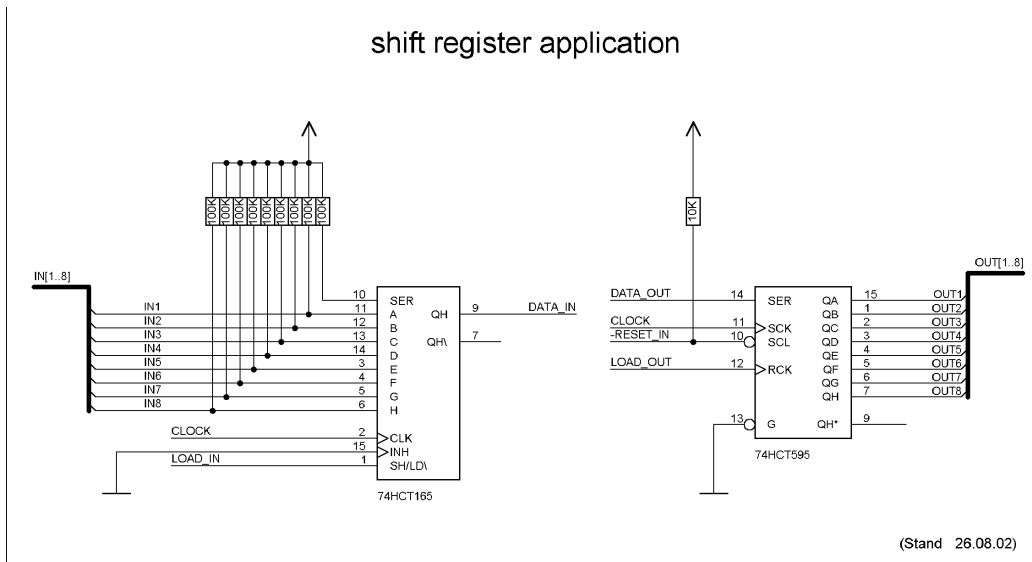 shift register application
100K 100K 100K 100K 100K 100K 100K 100K 100K
10K
IN[1..8]
OUT[1..8]
IN1 11 A
IN2 12 B
IN3 13 C
IN4 14 D
IN5 3 E
IN6 4 F
IN7 5 G
IN8 6 H
10 SER
QH 9 DATA_IN
QH\ 7
CLOCK 2 CLK
15 INH
LOAD_IN 1 SH/LD\
74HCT165
DATA_OUT 14 SER
CLOCK 11 SCK
-RESET_IN 10 SCL
LOAD_OUT 12 RCK
13 G
QA 15 OUT1
QB 1 OUT2
QC 2 OUT3
QD 3 OUT4
QE 4 OUT5
QF 5 OUT6
QG 6 OUT7
QH 7 OUT8
QH* 9
74HCT595
(Stand 26.08.02)